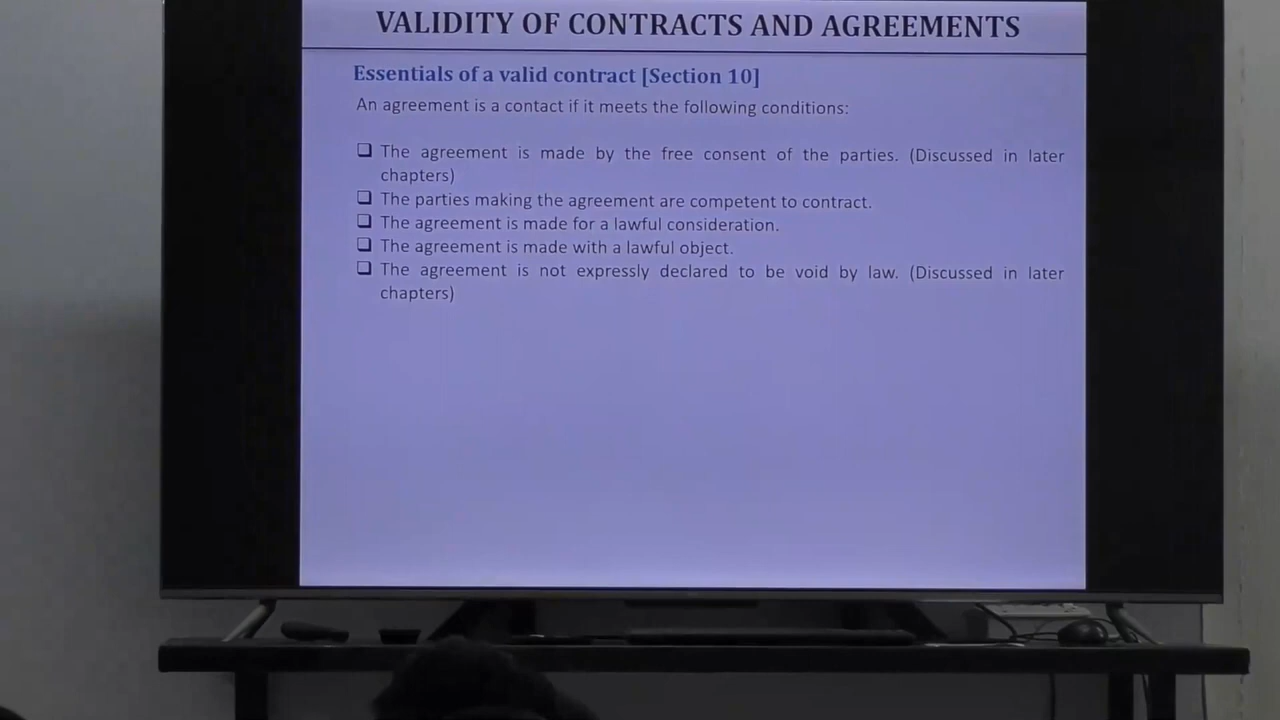 VALIDITY OF CONTRACTS AND AGREEMENTS
Essentials of a valid contract [Section 10]
An agreement is a contact if it meets the following conditions:
❑ The agreement is made by the free consent of the parties. (Discussed in later
chapters)
❑ The parties making the agreement are competent to contract.
❑ The agreement is made for a lawful consideration.
❑ The agreement is made with a lawful object.
❑ The agreement is not expressly declared to be void by law. (Discussed in later
chapters)